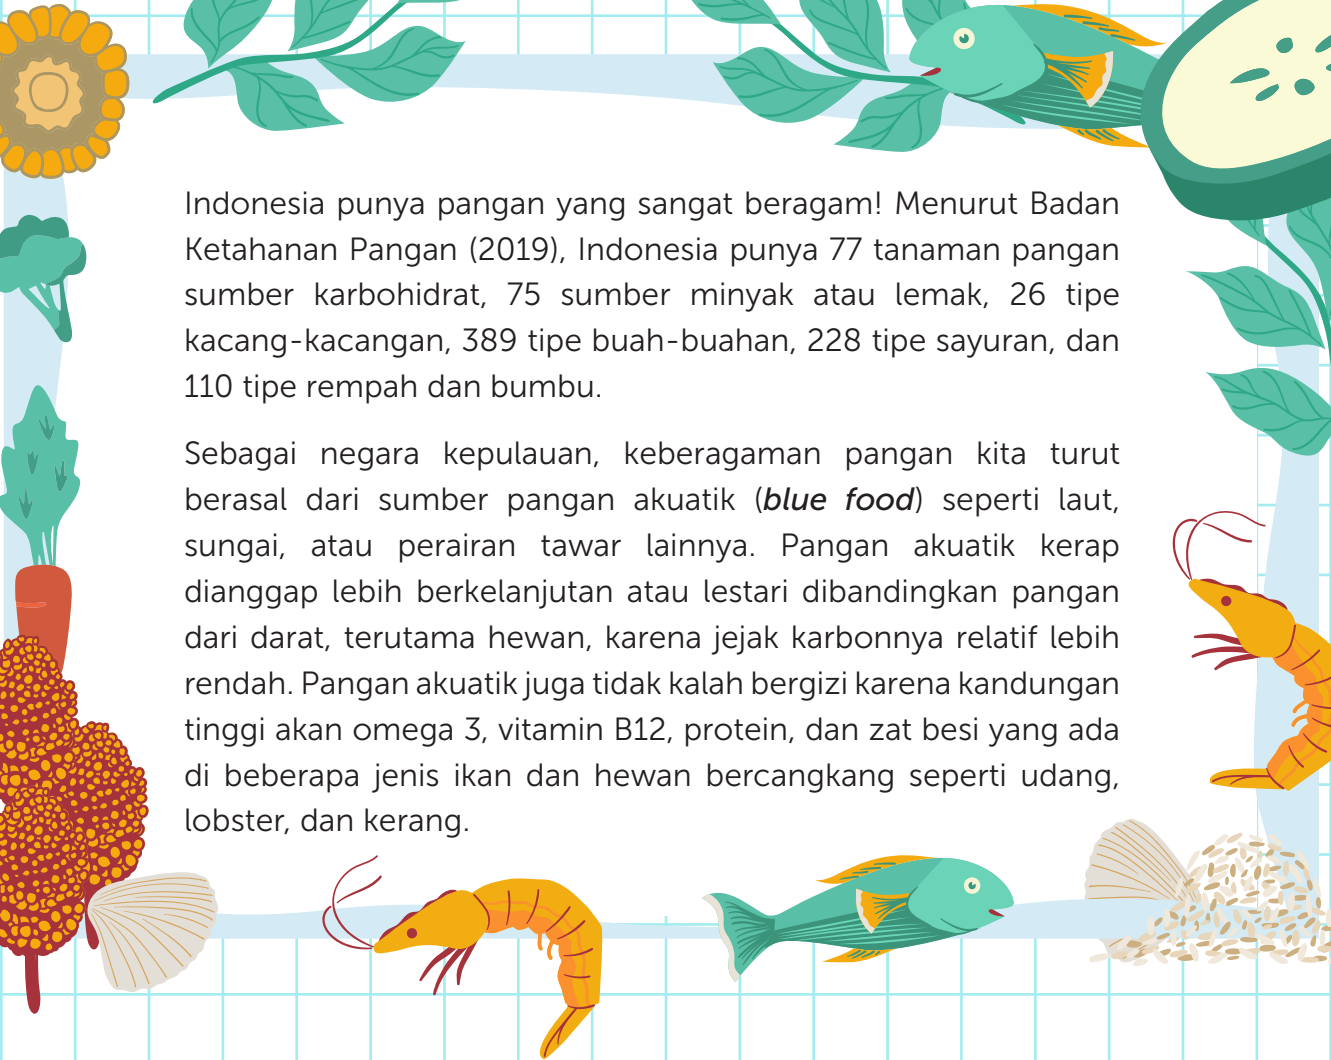 Indonesia punya pangan yang sangat beragam! Menurut Badan
Ketahanan Pangan (2019), Indonesia punya 77 tanaman pangan
sumber karbohidrat, 75 sumber minyak atau lemak, 26 tipe
kacang-kacangan, 389 tipe buah-buahan, 228 tipe sayuran, dan
110 tipe rempah dan bumbu.
Sebagai negara kepulauan, keberagaman pangan kita turut
berasal dari sumber pangan akuatik (blue food) seperti laut,
sungai, atau perairan tawar lainnya. Pangan akuatik kerap
dianggap lebih berkelanjutan atau lestari dibandingkan pangan
dari darat, terutama hewan, karena jejak karbonnya relatif lebih
rendah. Pangan akuatik juga tidak kalah bergizi karena kandungan
tinggi akan omega 3, vitamin B12, protein, dan zat besi yang ada
di beberapa jenis ikan dan hewan bercangkang seperti udang,
lobster, dan kerang.